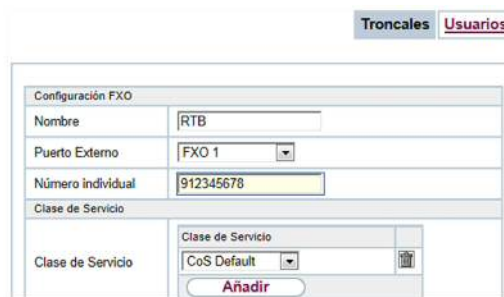 Troncales Usuarios
Configuración FXO
Nombre RTB
Puerto Externo FXO 1
Número individual 912345678
Clase de Servicio
Clase de Servicio
Clase de Servicio CoS Default
Añadir